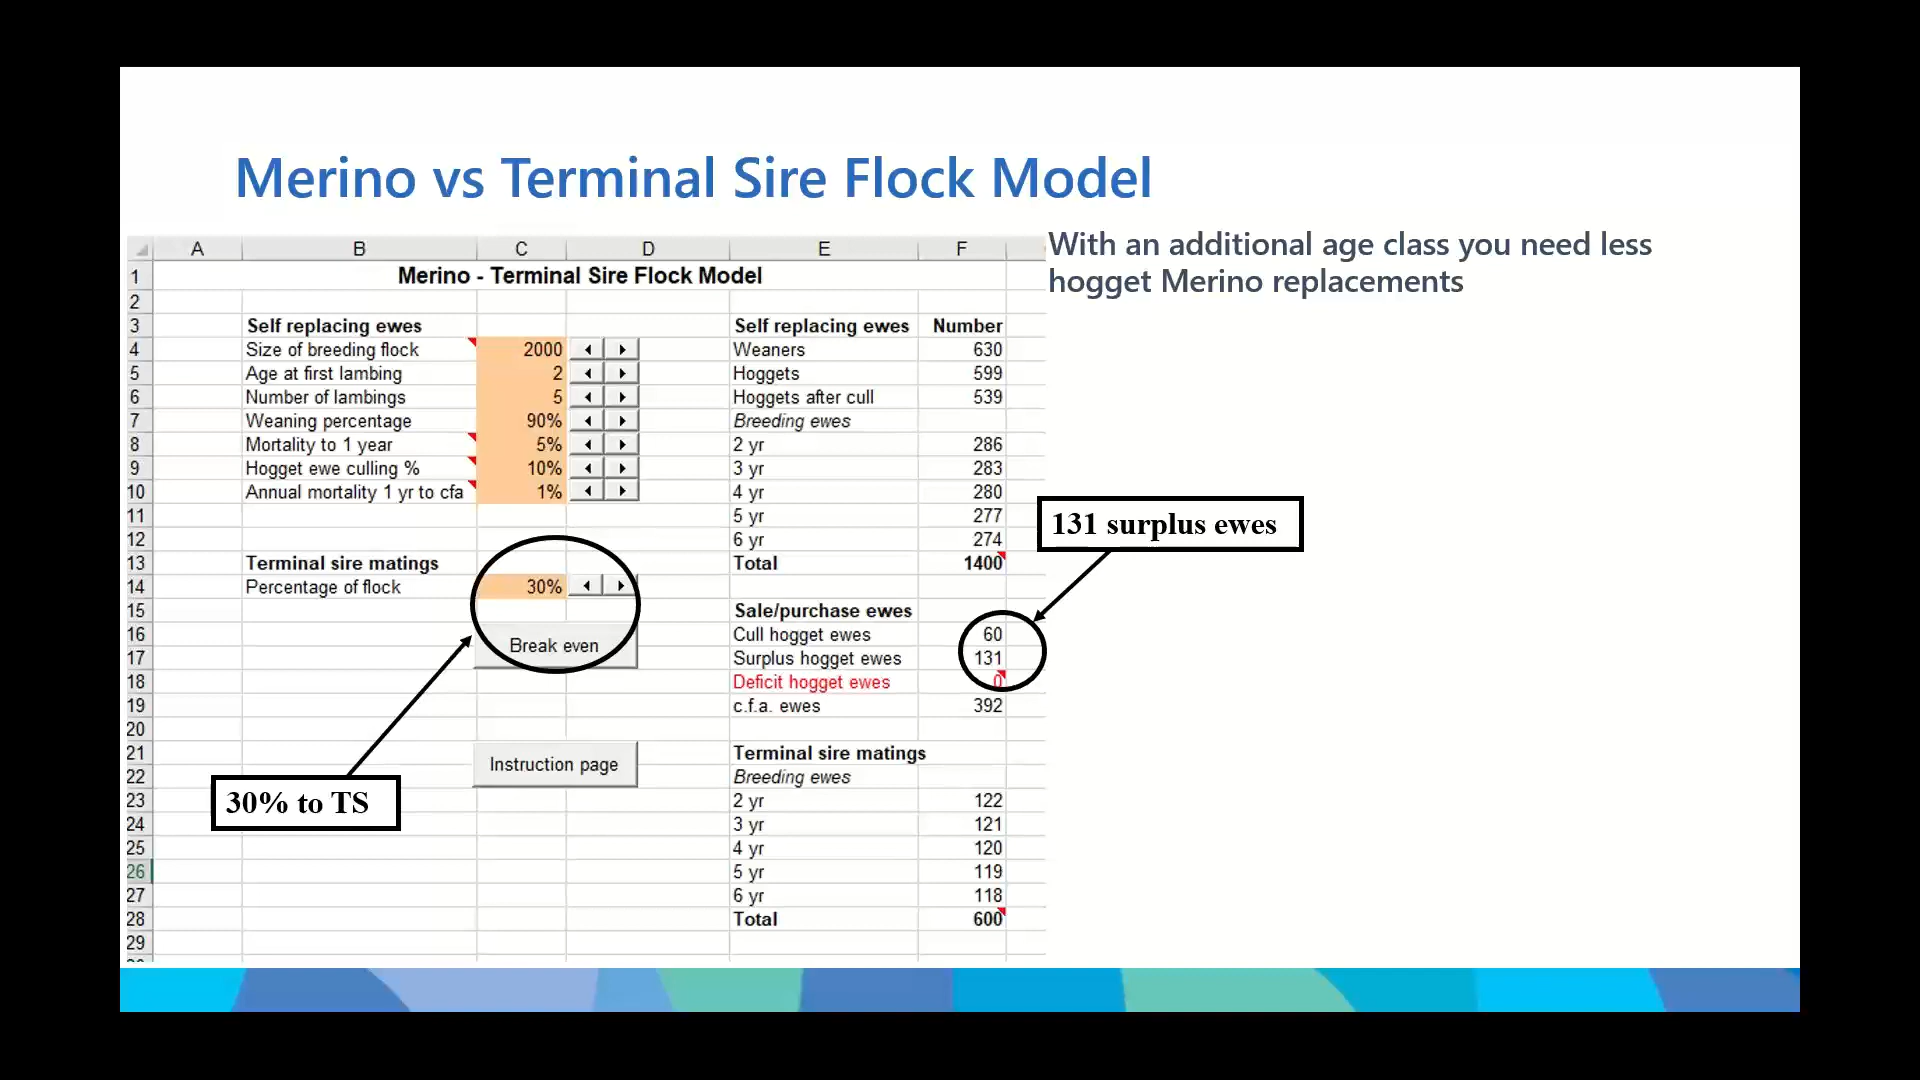 Merino vs Terminal Sire Flock Model
With an additional age class you need less
hogget Merino replacements
A B C D E F
1 Merino - Terminal Sire Flock Model
2
3 Self replacing ewes Self replacing ewes Number
4 Size of breeding flock 2000 Weaners 630
5 Age at first lambing 2 Hoggets 599
6 Number of lambings 5 Hoggets after cull 539
7 Weaning percentage 90% Breeding ewes
8 Mortality to 1 year 5% 2 yr 286
9 Hogget ewe culling % 10% 3 yr 283
10 Annual mortality 1 yr to cfa 1% 4 yr 280
11 5 yr 277
131 surplus ewes
12 6 yr 274
13 Terminal sire matings Total 1400
14 Percentage of flock 30%
15 Sale/purchase ewes
16 Break even Cull hogget ewes 60
17 Surplus hogget ewes 131
18 Deficit hogget ewes 0
19 c.f.a. ewes 392
20
21 Instruction page Terminal sire matings
22 Breeding ewes
30% to TS
23 2 yr 122
24 3 yr 121
25 4 yr 120
26 5 yr 119
27 6 yr 118
28 Total 600
29